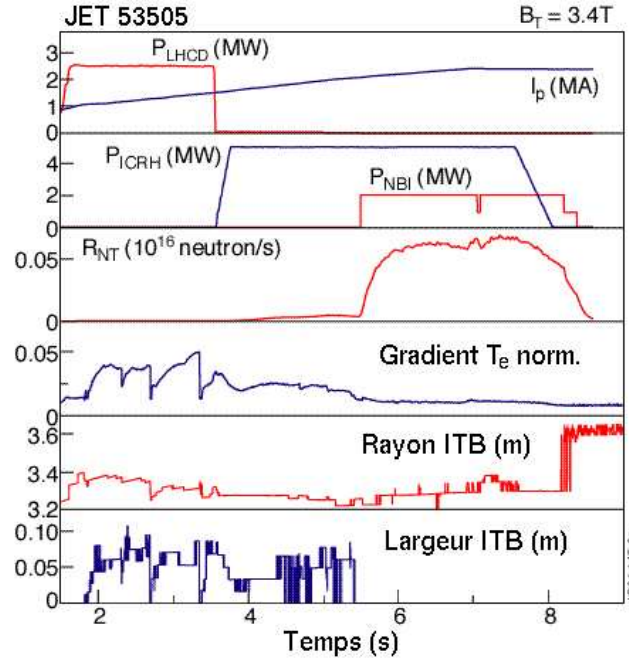 JET 53505
B_T = 3.4T
P_LHCD (MW)
I_p (MA)
3
2
1
0
P_ICRH (MW)
P_NBI (MW)
4
2
0
R_NT (10^16 neutron/s)
0.05
0
Gradient T_e norm.
0.05
0
Rayon ITB (m)
3.6
3.4
3.2
Largeur ITB (m)
0.10
0.05
0
2 4 6 8
Temps (s)